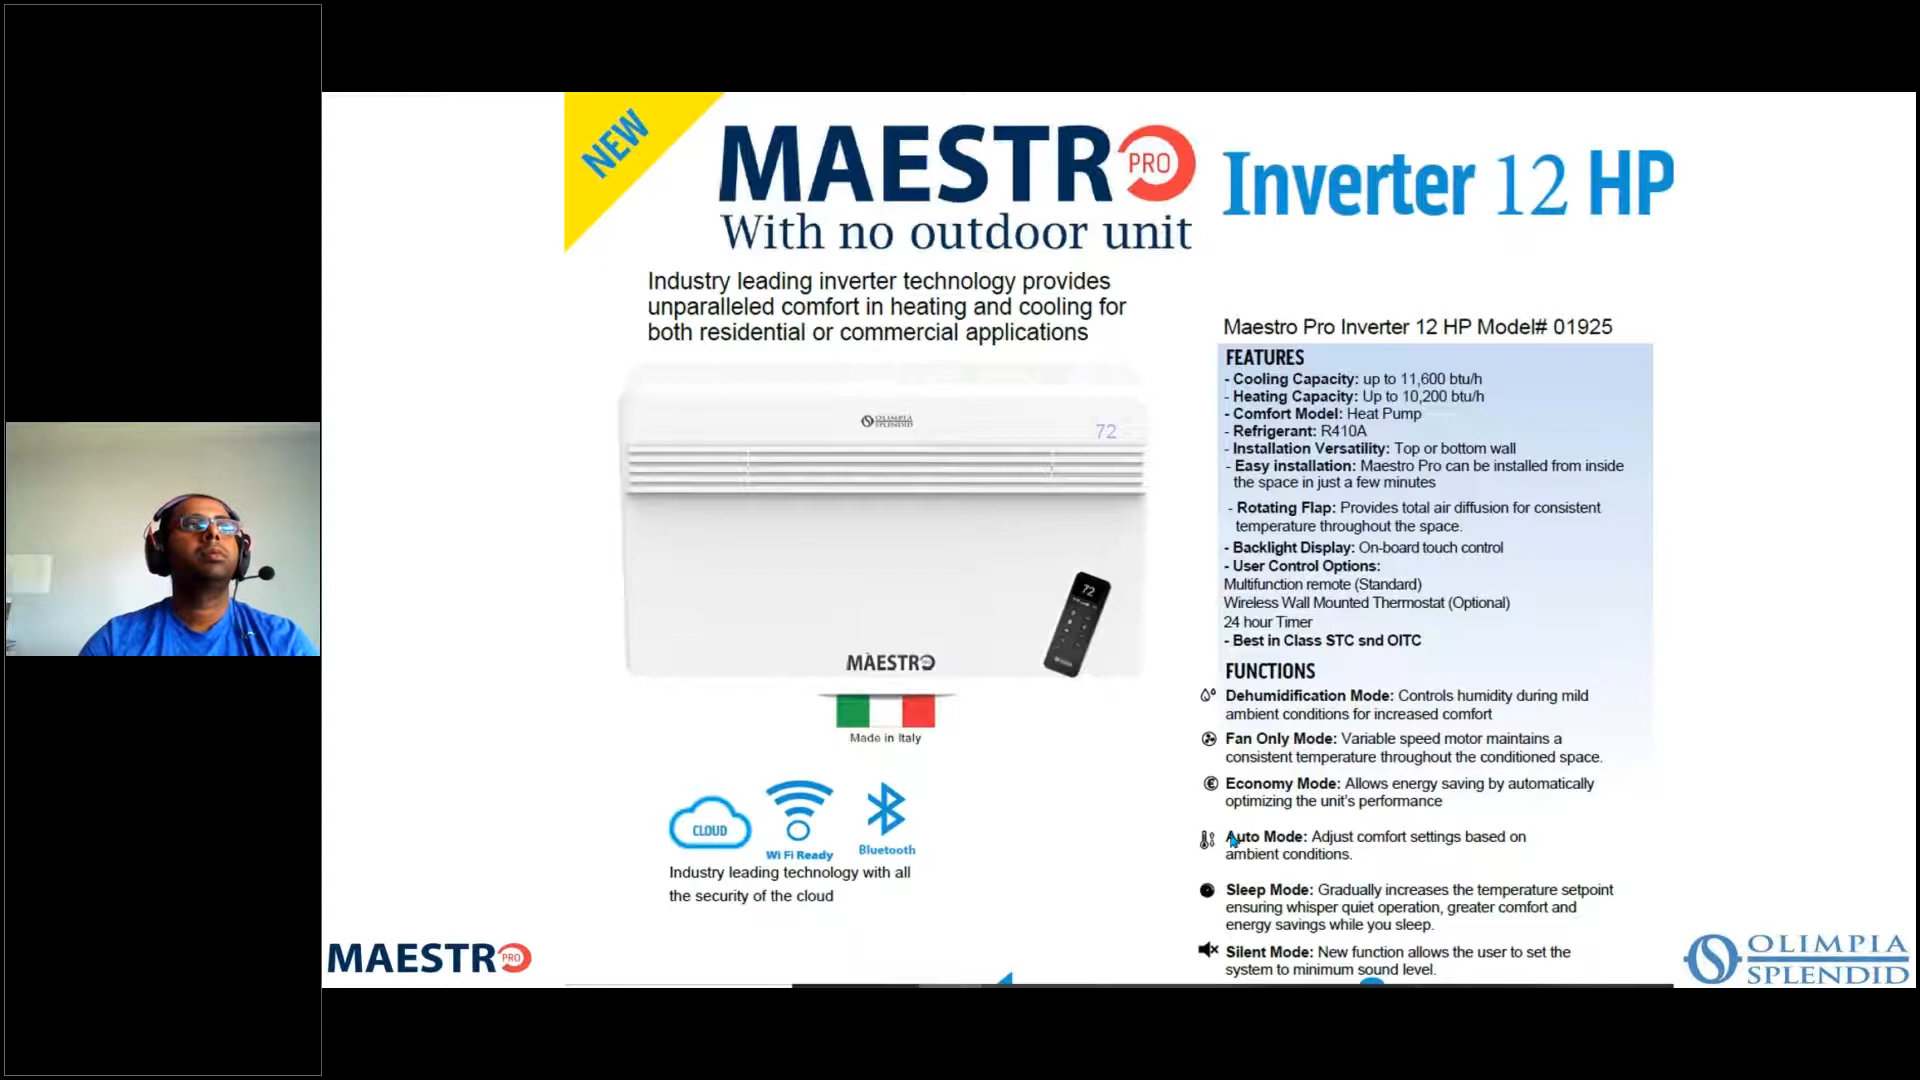 NEW
MAESTRO PRO
Inverter 12 HP
With no outdoor unit
Industry leading inverter technology provides
unparalleled comfort in heating and cooling for
both residential or commercial applications
OLIMPIA
SPLENDID
72
72
MAESTRO
Made in Italy
CLOUD
Wi Fi Ready
Bluetooth
Industry leading technology with all
the security of the cloud
Maestro Pro Inverter 12 HP Model# 01925
FEATURES
- Cooling Capacity: up to 11,600 btu/h
- Heating Capacity: Up to 10,200 btu/h
- Comfort Model: Heat Pump
- Refrigerant: R410A
- Installation Versatility: Top or bottom wall
- Easy installation: Maestro Pro can be installed from inside
the space in just a few minutes
- Rotating Flap: Provides total air diffusion for consistent
temperature throughout the space.
- Backlight Display: On-board touch control
- User Control Options:
Multifunction remote (Standard)
Wireless Wall Mounted Thermostat (Optional)
24 hour Timer
- Best in Class STC snd OITC
FUNCTIONS
Dehumidification Mode: Controls humidity during mild
ambient conditions for increased comfort
Fan Only Mode: Variable speed motor maintains a
consistent temperature throughout the conditioned space.
Economy Mode: Allows energy saving by automatically
optimizing the unit's performance
Auto Mode: Adjust comfort settings based on
ambient conditions.
Sleep Mode: Gradually increases the temperature setpoint
ensuring whisper quiet operation, greater comfort and
energy savings while you sleep.
Silent Mode: New function allows the user to set the
system to minimum sound level.
MAESTRO PRO
OLIMPIA
SPLENDID